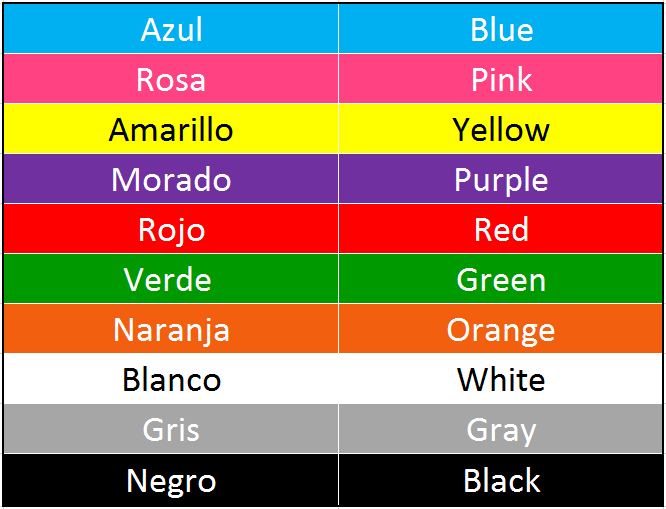 Azul Blue
Rosa Pink
Amarillo Yellow
Morado Purple
Rojo Red
Verde Green
Naranja Orange
Blanco White
Gris Gray
Negro Black